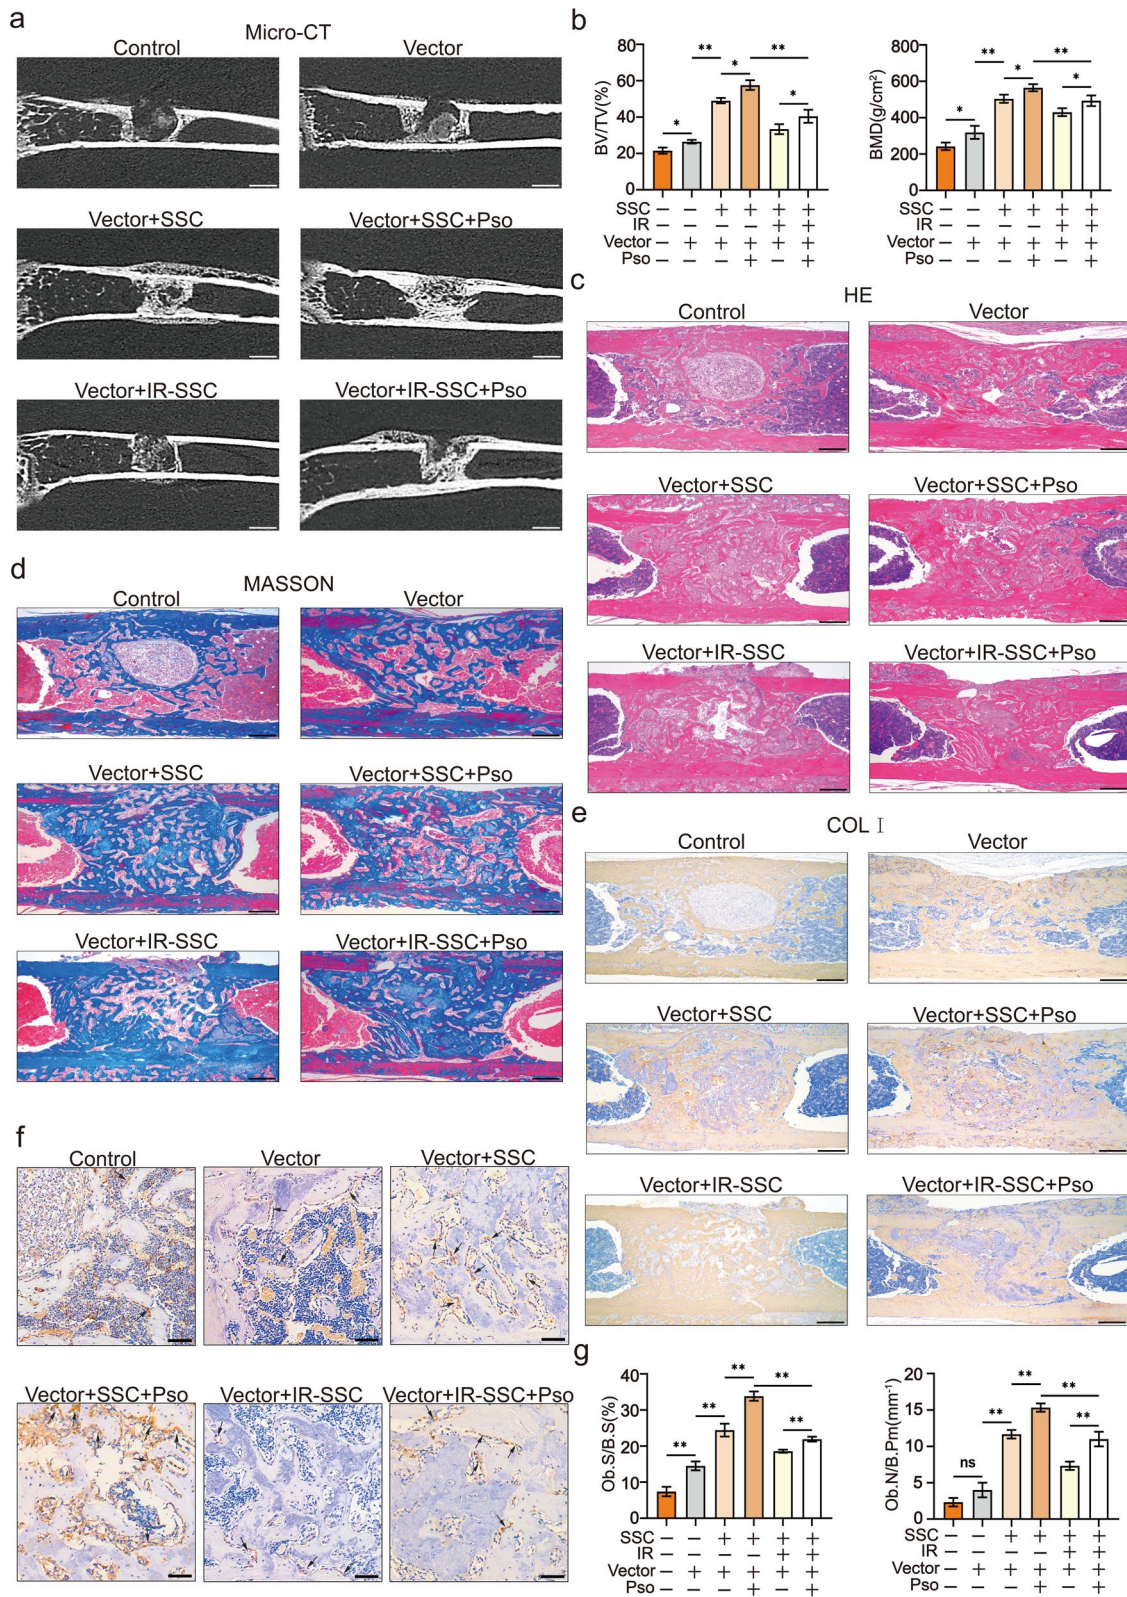 a
Micro-CT
Control
Vector
Vector+SSC
Vector+SSC+Pso
Vector+IR-SSC
Vector+IR-SSC+Pso
b
BV/TV(%)
80
60
40
20
0
** ** * * *
SSC − − + + + +
IR − − − − + +
Vector − + + + + +
Pso − − − + − +
BMD(g/cm²)
800
600
400
200
0
** ** * * *
SSC − − + + + +
IR − − − − + +
Vector − + + + + +
Pso − − − + − +
c
HE
Control
Vector
Vector+SSC
Vector+SSC+Pso
Vector+IR-SSC
Vector+IR-SSC+Pso
d
MASSON
Control
Vector
Vector+SSC
Vector+SSC+Pso
Vector+IR-SSC
Vector+IR-SSC+Pso
e
COL Ⅰ
Control
Vector
Vector+SSC
Vector+SSC+Pso
Vector+IR-SSC
Vector+IR-SSC+Pso
f
Control
Vector
Vector+SSC
Vector+SSC+Pso
Vector+IR-SSC
Vector+IR-SSC+Pso
g
Ob.S/B.S(%)
40
30
20
10
0
** ** ** ** **
SSC − − + + + +
IR − − − − + +
Vector − + + + + +
Pso − − − + − +
Ob.N/B.Pm(mm⁻¹)
20
15
10
5
0
** ** ** ** ns
SSC − − + + + +
IR − − − − + +
Vector − + + + + +
Pso − − − + − +